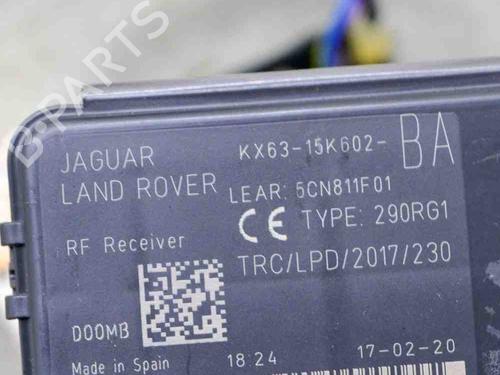 JAGUAR KX63-15K602-BA
LAND ROVER LEAR: 5CN811F01
CE TYPE: 290RG1
RF Receiver TRC/LPD/2017/230
D00MB
Made in Spain 18:24 17-02-20